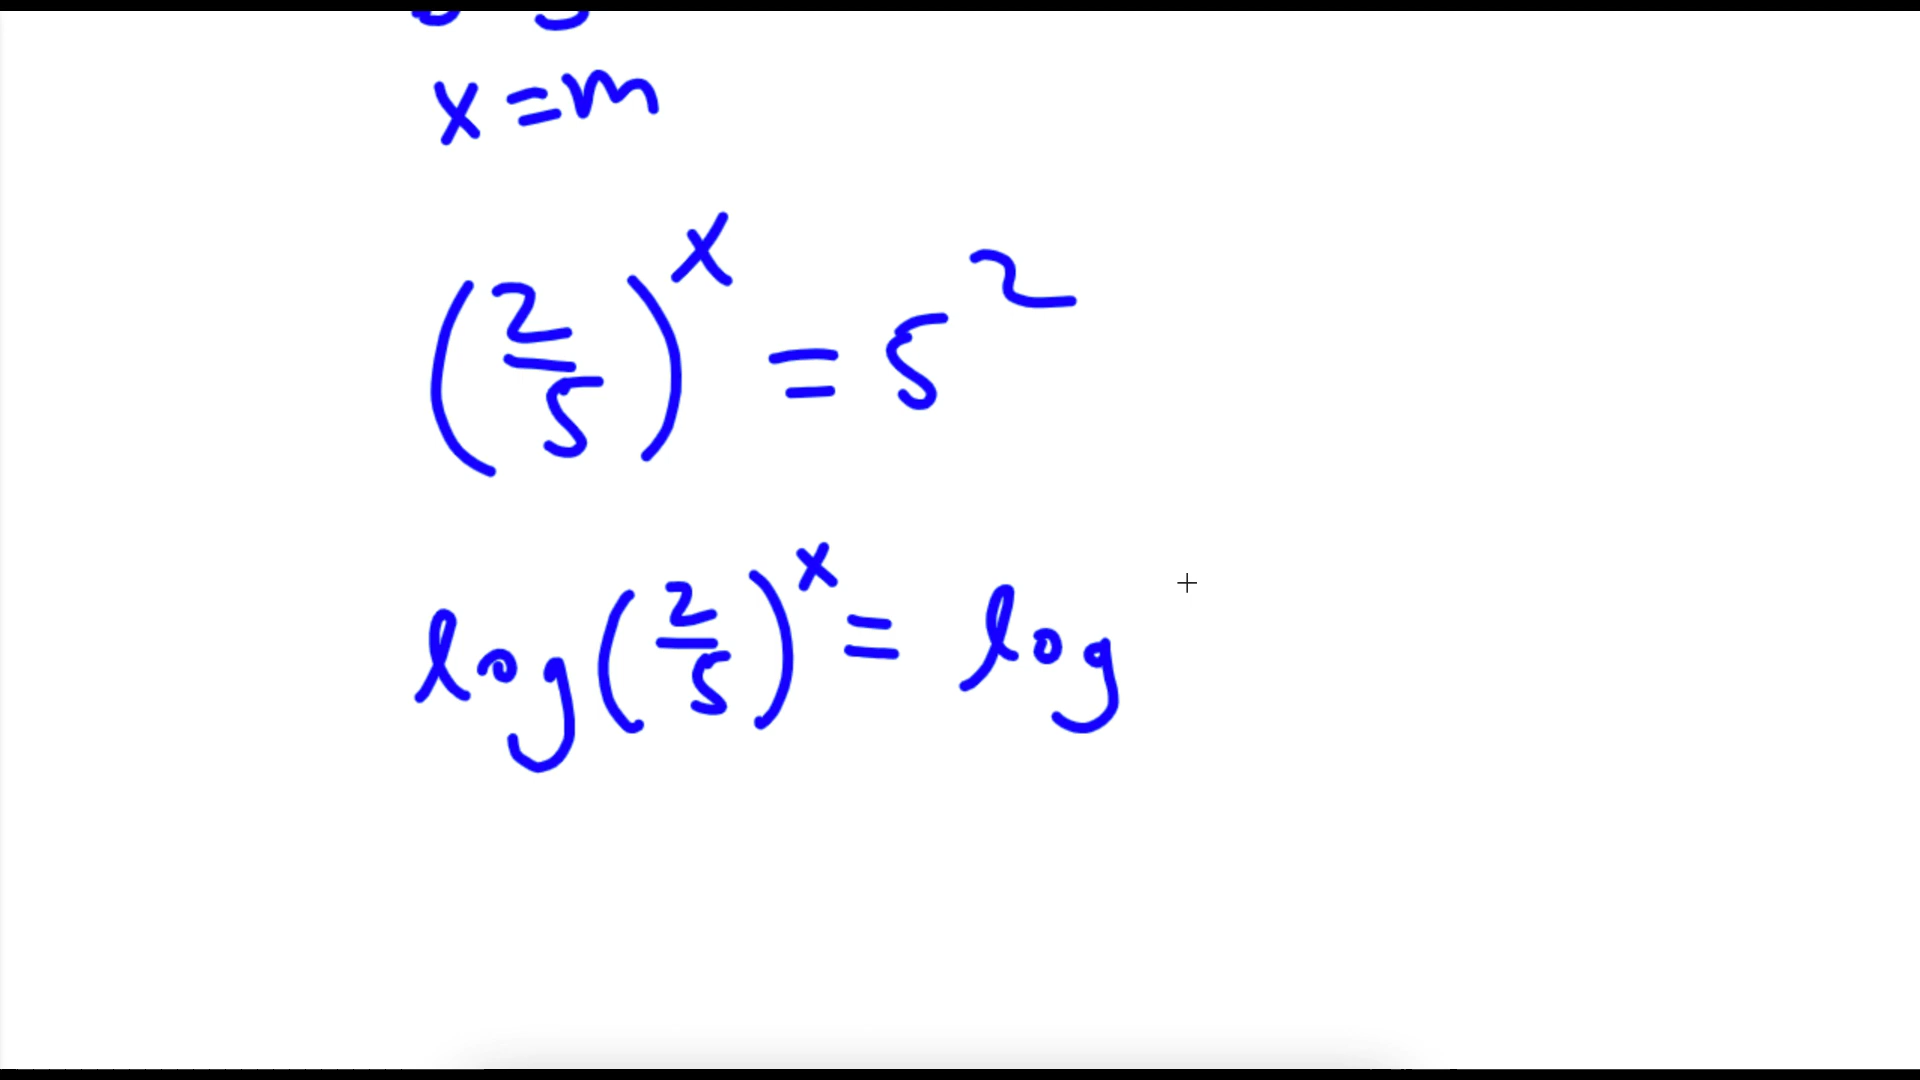 x = m
(2/5)^x = 5^2
log(2/5)^x = log